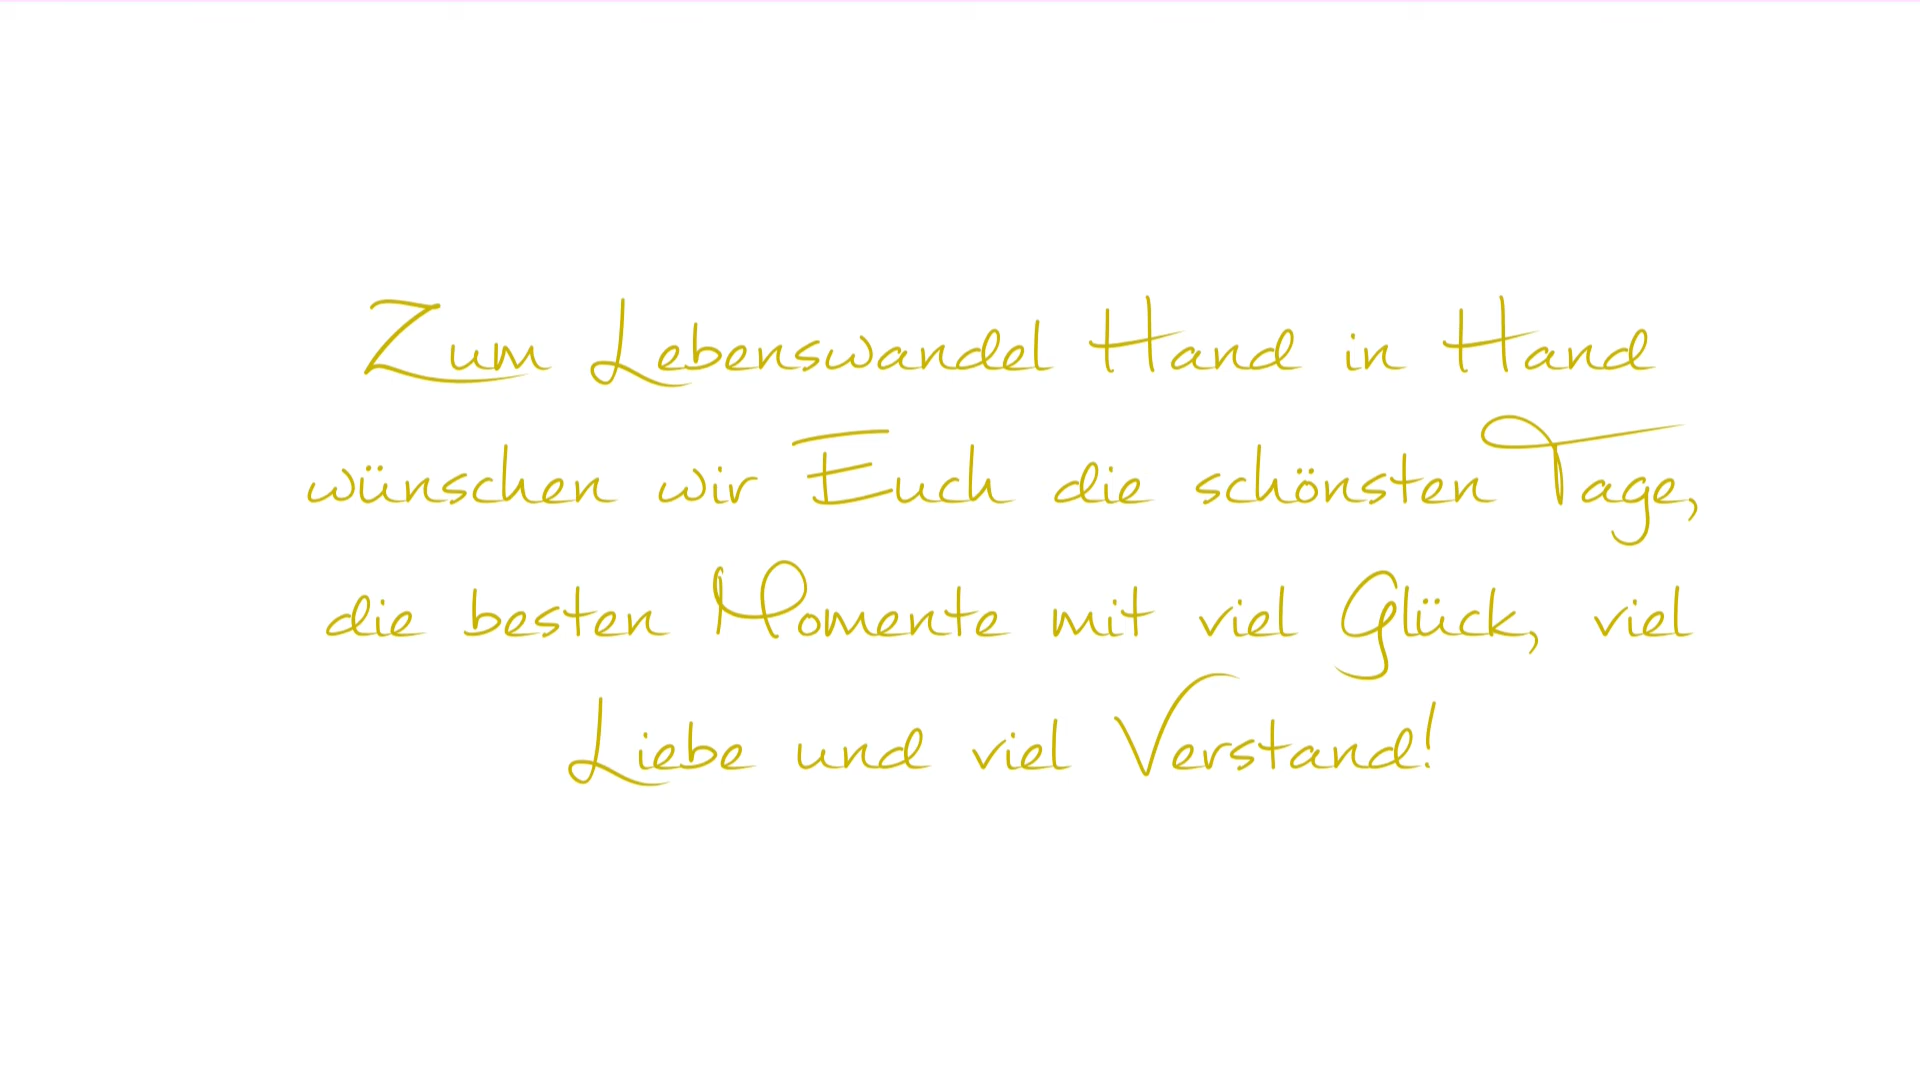 Zum Lebenswandel Hand in Hand
wünschen wir Euch die schönsten Tage,
die besten Momente mit viel Glück, viel
Liebe und viel Verstand!